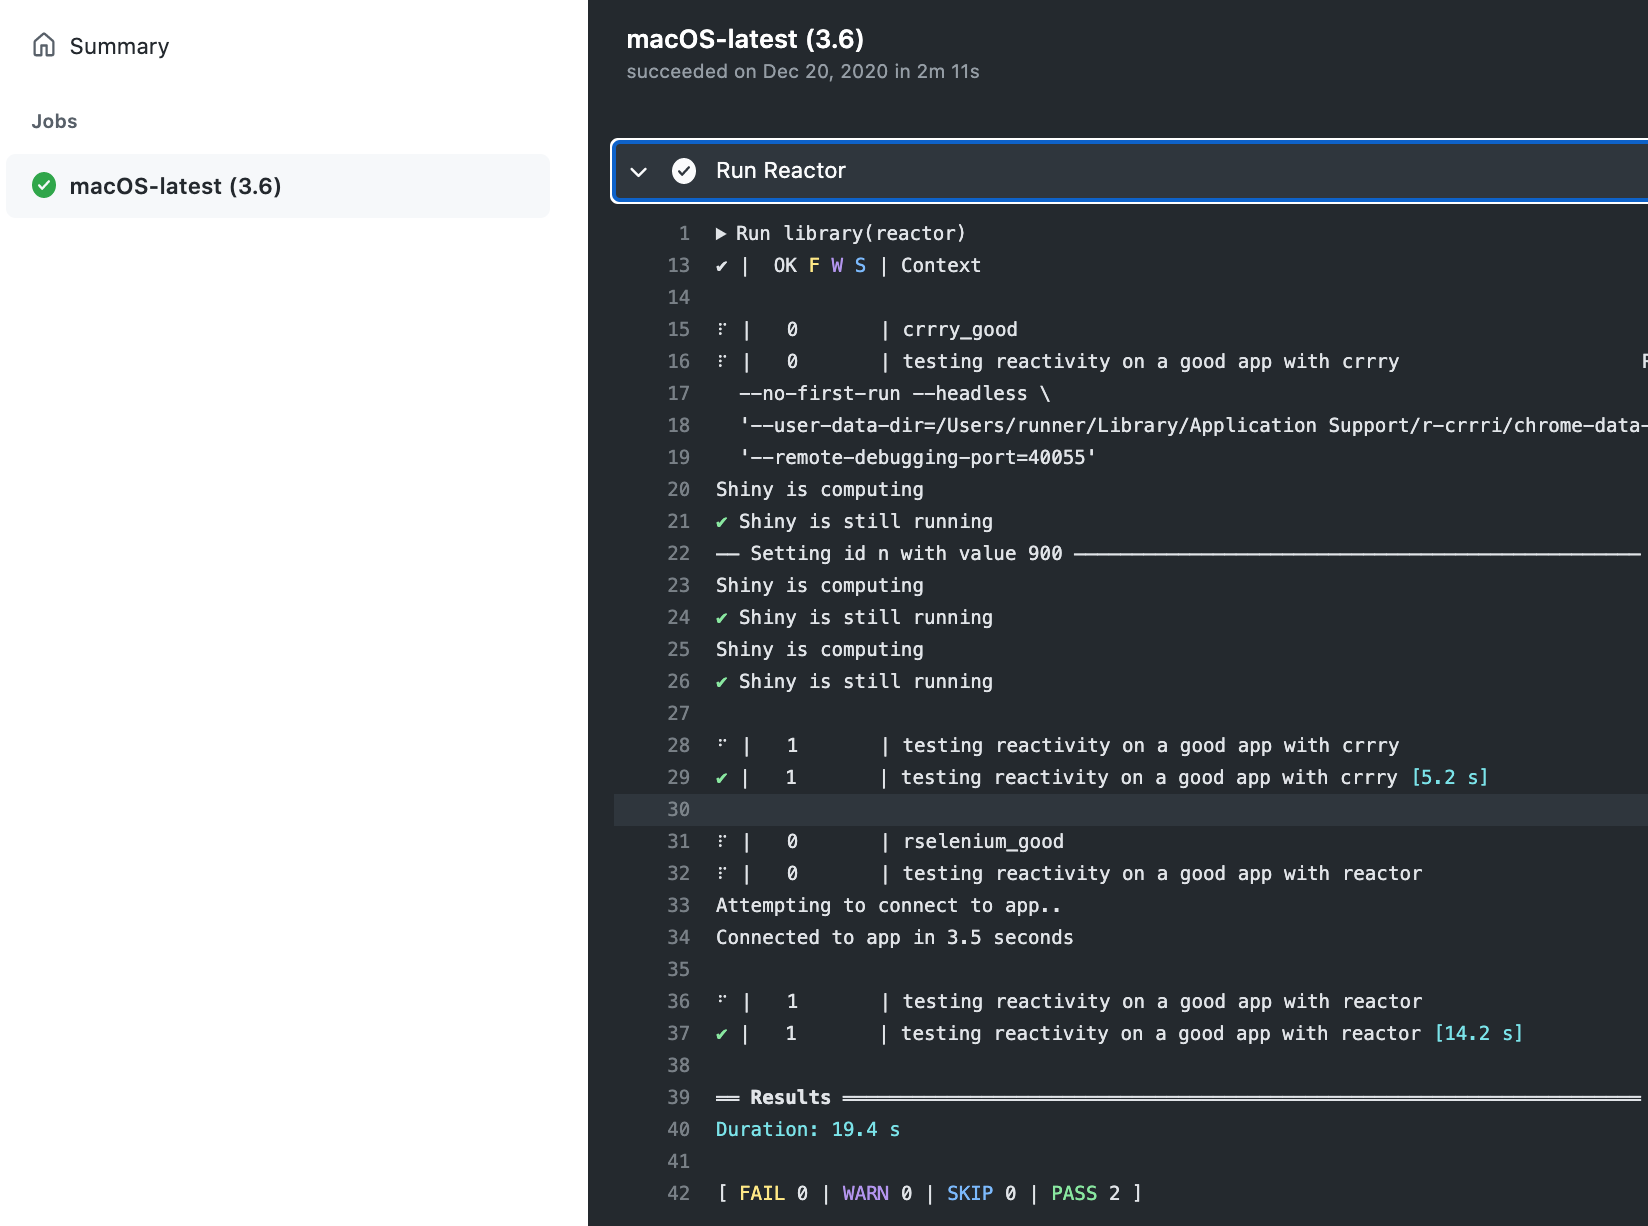 Summary
Jobs
macOS-latest (3.6)
macOS-latest (3.6)
succeeded on Dec 20, 2020 in 2m 11s
Run Reactor
1 ▶ Run library(reactor)
13 ✔ |  OK F W S | Context
14
15 ⠏ |   0       | crrry_good
16 ⠏ |   0       | testing reactivity on a good app with crrry
17   --no-first-run --headless \
18   '--user-data-dir=/Users/runner/Library/Application Support/r-crrri/chrome-data-
19   '--remote-debugging-port=40055'
20 Shiny is computing
21 ✔ Shiny is still running
22 ── Setting id n with value 900 ──────────
23 Shiny is computing
24 ✔ Shiny is still running
25 Shiny is computing
26 ✔ Shiny is still running
27
28 ⠋ |   1       | testing reactivity on a good app with crrry
29 ✔ |   1       | testing reactivity on a good app with crrry [5.2 s]
30
31 ⠏ |   0       | rselenium_good
32 ⠏ |   0       | testing reactivity on a good app with reactor
33 Attempting to connect to app..
34 Connected to app in 3.5 seconds
35
36 ⠋ |   1       | testing reactivity on a good app with reactor
37 ✔ |   1       | testing reactivity on a good app with reactor [14.2 s]
38
39 ══ Results ══════════
40 Duration: 19.4 s
41
42 [ FAIL 0 | WARN 0 | SKIP 0 | PASS 2 ]